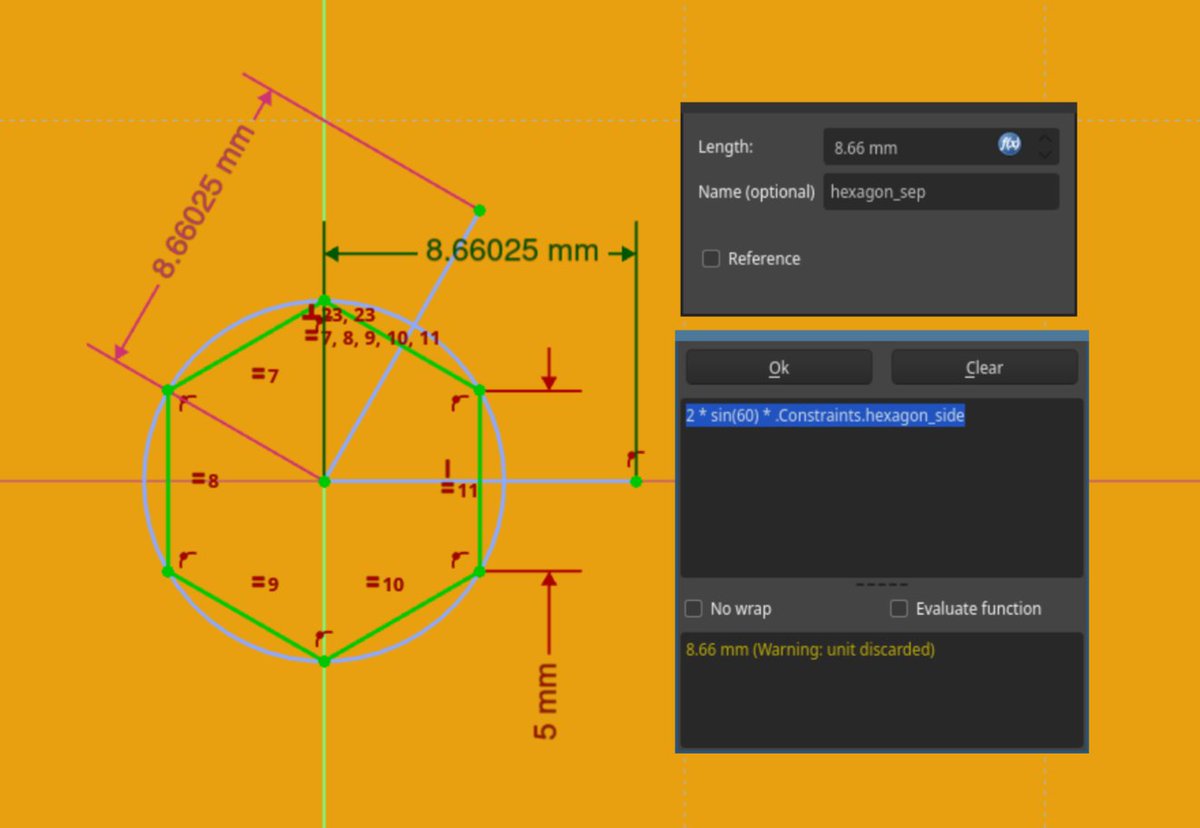 8.66025 mm
8.66025 mm
23, 23
=7, 8, 9, 10, 11
=7
=8
=11
=9
=10
5 mm
Length:
8.66 mm
f(x)
Name (optional)
hexagon_sep
Reference
Ok
Clear
2 * sin(60) * .Constraints.hexagon_side
No wrap
Evaluate function
8.66 mm (Warning: unit discarded)